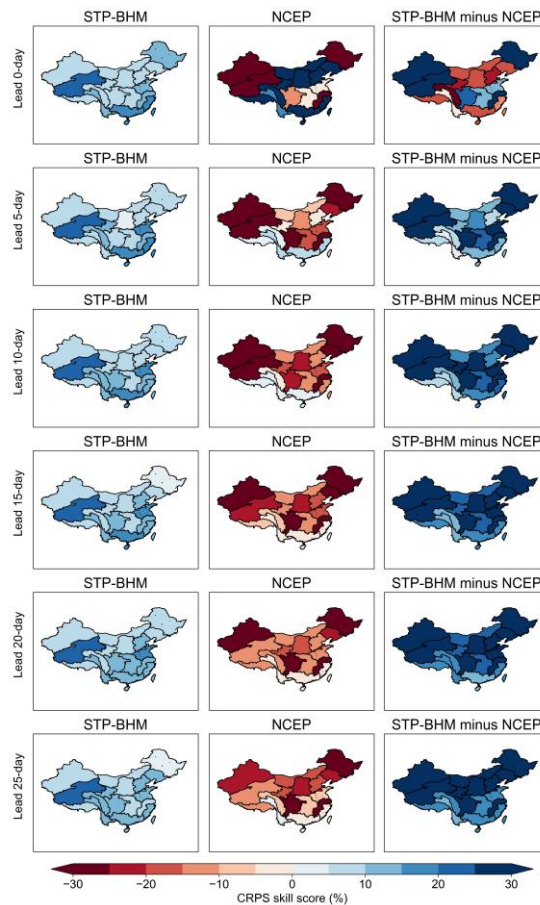 STP-BHM NCEP STP-BHM minus NCEP
Lead 0-day
STP-BHM NCEP STP-BHM minus NCEP
Lead 5-day
STP-BHM NCEP STP-BHM minus NCEP
Lead 10-day
STP-BHM NCEP STP-BHM minus NCEP
Lead 15-day
STP-BHM NCEP STP-BHM minus NCEP
Lead 20-day
STP-BHM NCEP STP-BHM minus NCEP
Lead 25-day
−30 −20 −10 0 10 20 30
CRPS skill score (%)